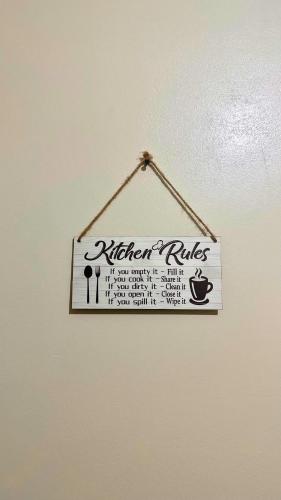 Kitchen Rules
If you empty it - Fill it
If you cook it - Share it
If you dirty it - Clean it
If you open it - Close it
If you spill it - Wipe it